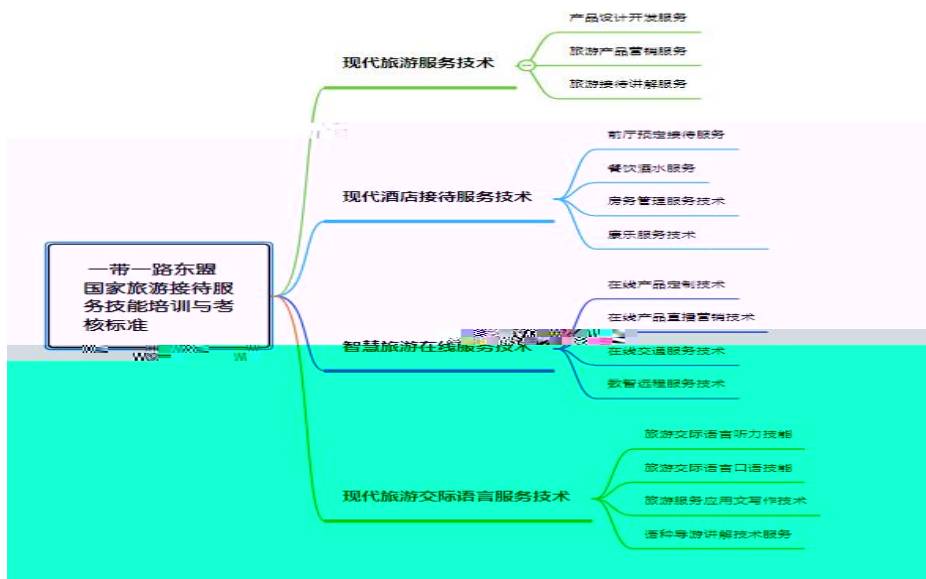 一带一路东盟
国家旅游接待服
务技能培训与考
核标准
现代旅游服务技术
产品设计开发服务
旅游产品营销服务
旅游接待讲解服务
现代酒店接待服务技术
前厅预定接待服务
餐饮酒水服务
房务管理服务技术
康乐服务技术
智慧旅游在线服务技术
在线产品定制技术
在线产品直播营销技术
在线交通服务技术
数智远程服务技术
现代旅游交际语言服务技术
旅游交际语言听力技能
旅游交际语言口语技能
旅游服务应用文写作技术
语种导游讲解技术服务